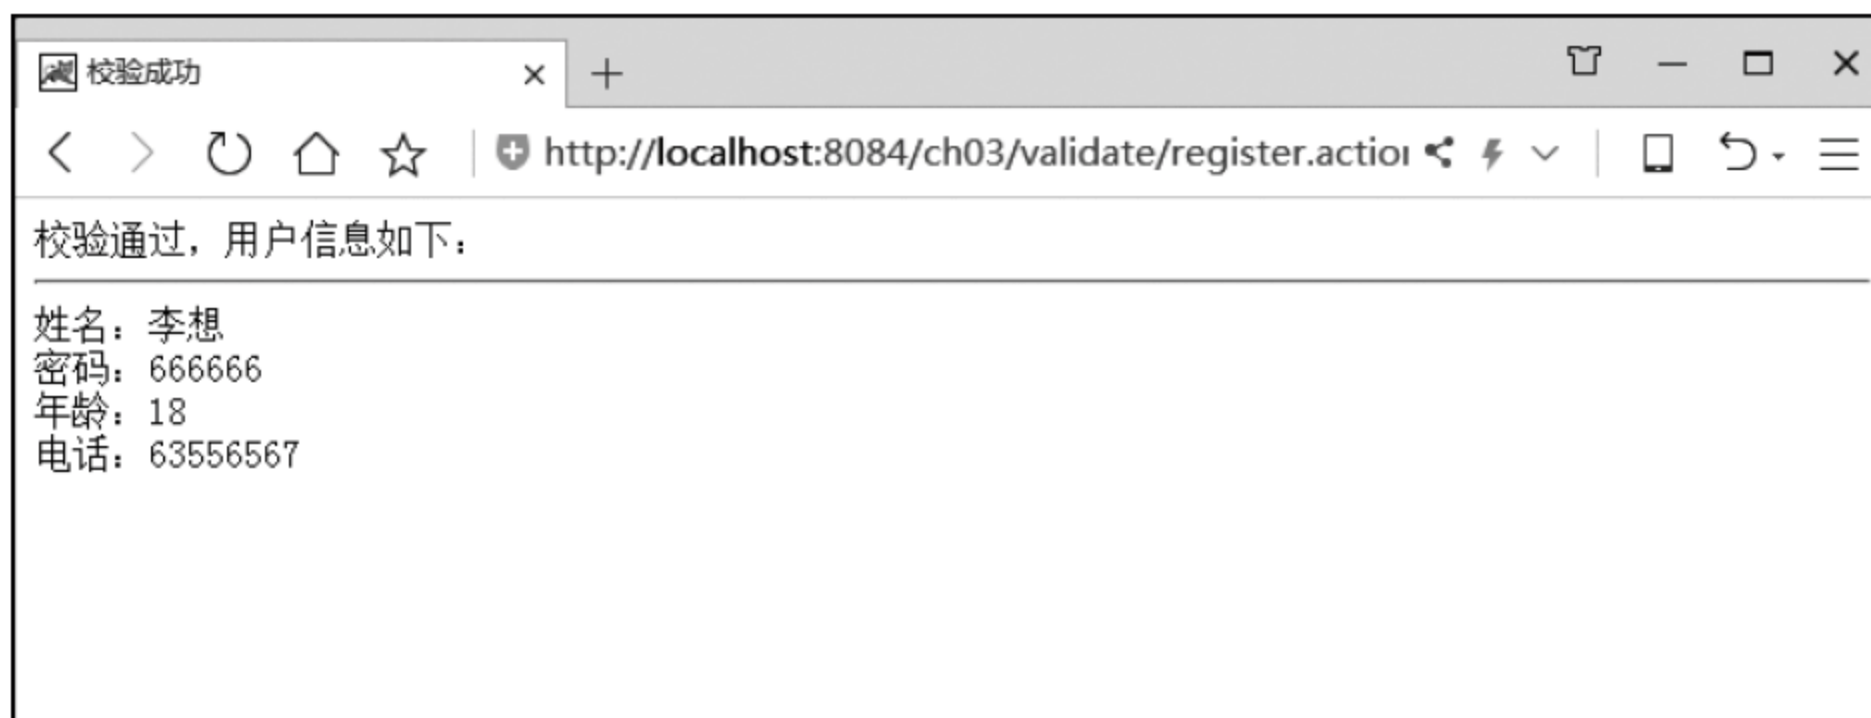 校验成功
http://localhost:8084/ch03/validate/register.action
校验通过，用户信息如下：
姓名：李想
密码：666666
年龄：18
电话：63556567